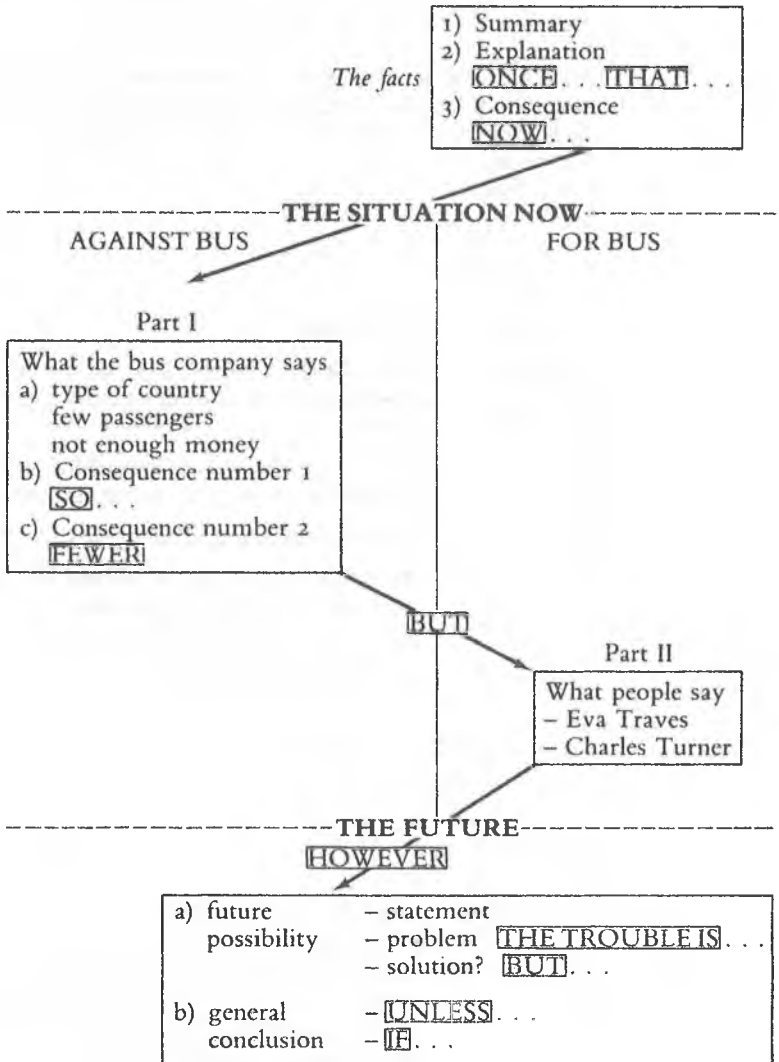 1) Summary
2) Explanation
The facts
ONCE. . . THAT. . .
3) Consequence
NOW. . .
THE SITUATION NOW
AGAINST BUS
FOR BUS
Part I
What the bus company says
a) type of country
few passengers
not enough money
b) Consequence number 1
SO. . .
c) Consequence number 2
FEWER
BUT
Part II
What people say
– Eva Traves
– Charles Turner
THE FUTURE
HOWEVER
a) future – statement
possibility – problem THE TROUBLE IS. . .
– solution? BUT. . .
b) general – UNLESS. . .
conclusion – IF. . .